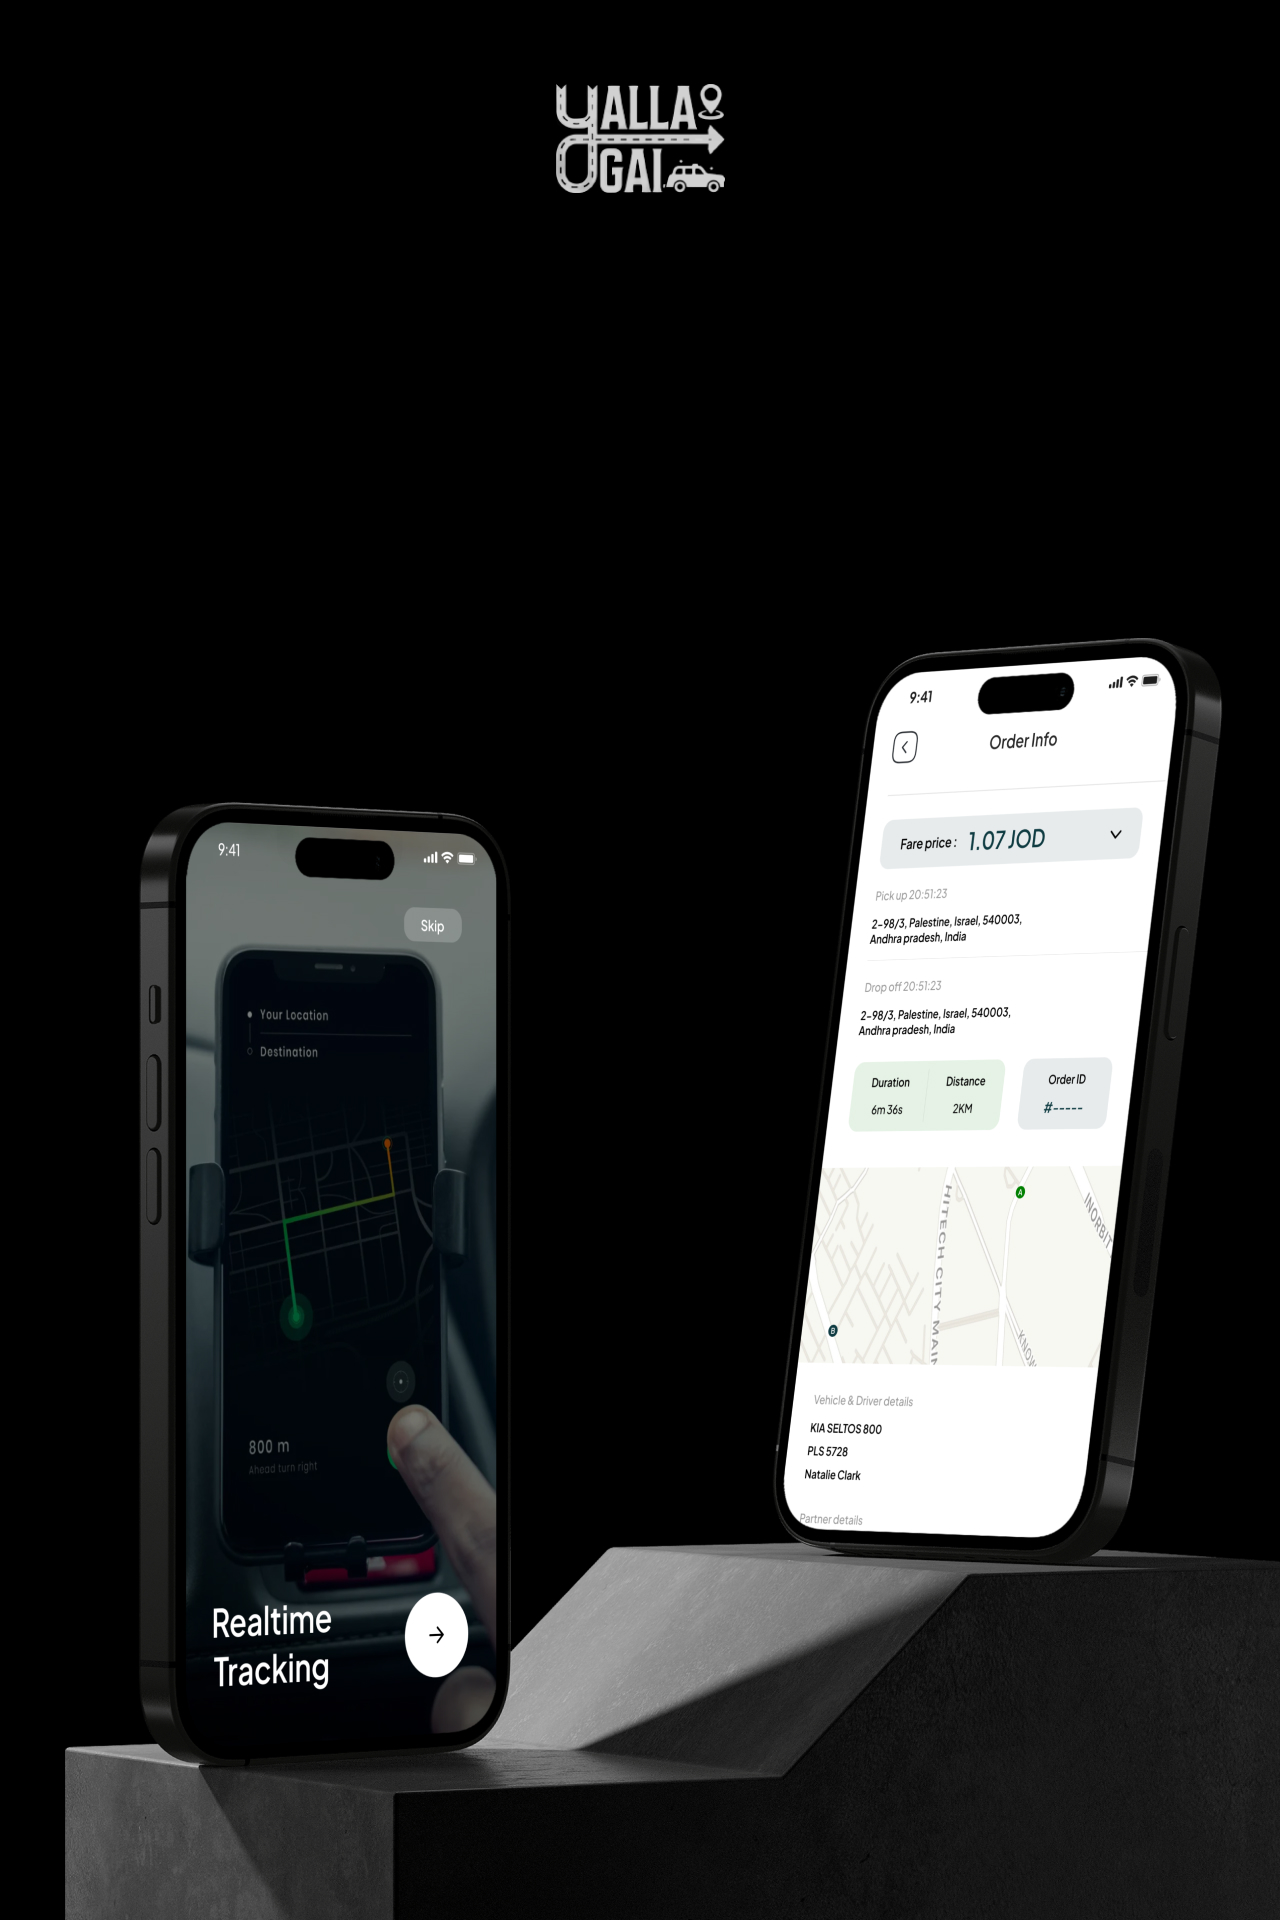 YALLA
GAI
9:41
Skip
Your Location
Destination
800 m
Ahead turn right
Realtime
Tracking
9:41
Order Info
Fare price : 1.07 JOD
Pick up 20:51:23
2-98/3, Palestine, Israel, 540003,
Andhra pradesh, India
Drop off 20:51:23
2-98/3, Palestine, Israel, 540003,
Andhra pradesh, India
Duration Distance Order ID
6m 36s 2KM #-----
A
HITECH CITY MAIN
INORBIT
B
KNOW
Vehicle & Driver details
KIA SELTOS 800
PLS 5728
Natalie Clark
Partner details